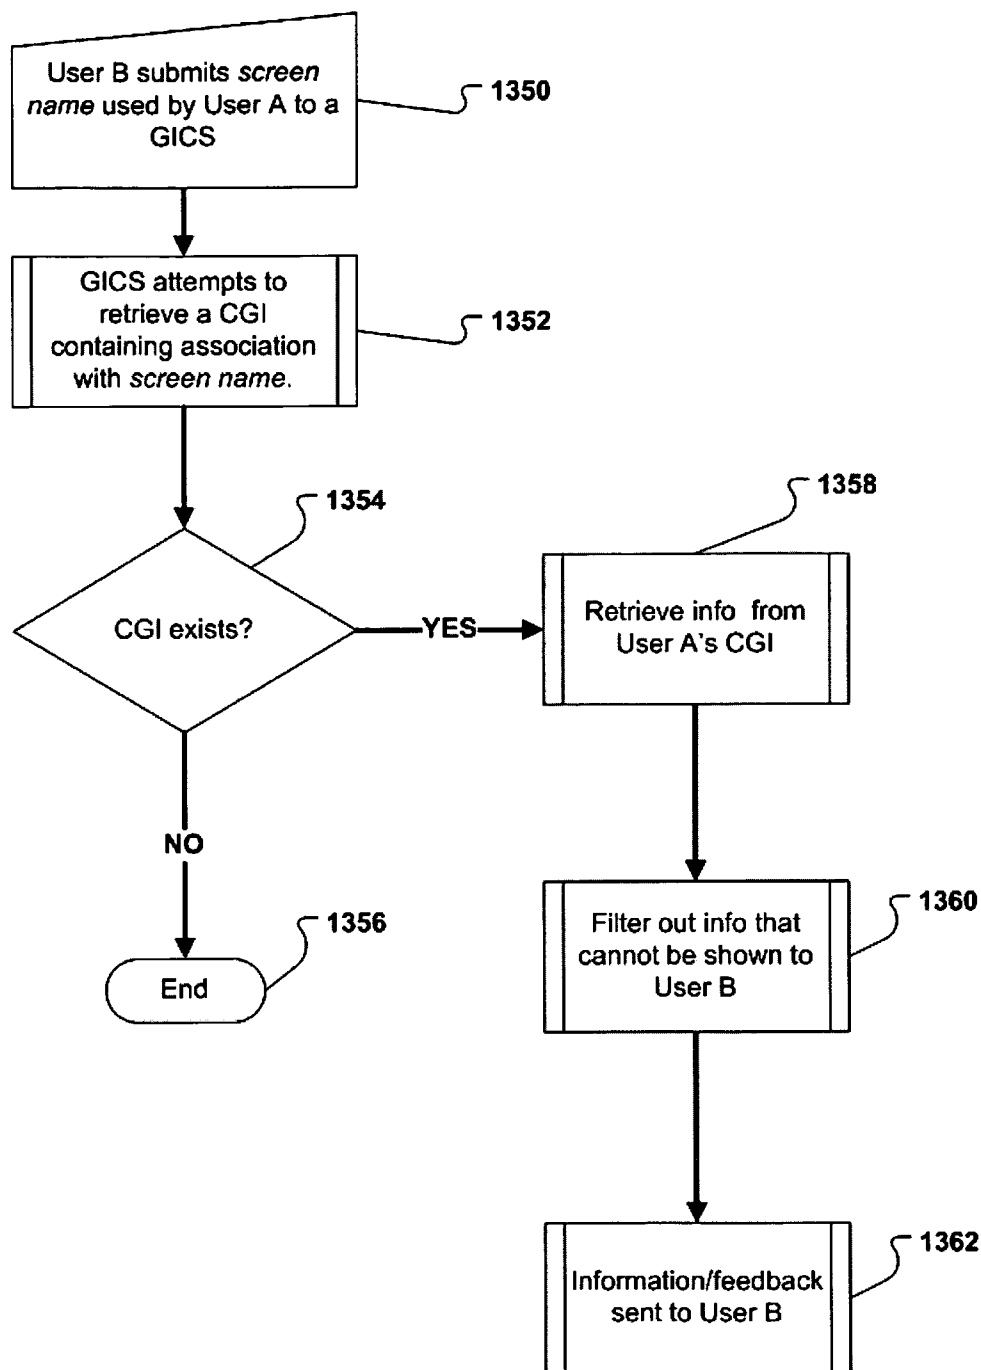 User B submits screen
name used by User A to a
GICS
1350
GICS attempts to
retrieve a CGI
containing association
with screen name.
1352
1354
CGI exists?
YES
1358
Retrieve info from
User A's CGI
NO
1356
End
1360
Filter out info that
cannot be shown to
User B
1362
Information/feedback
sent to User B